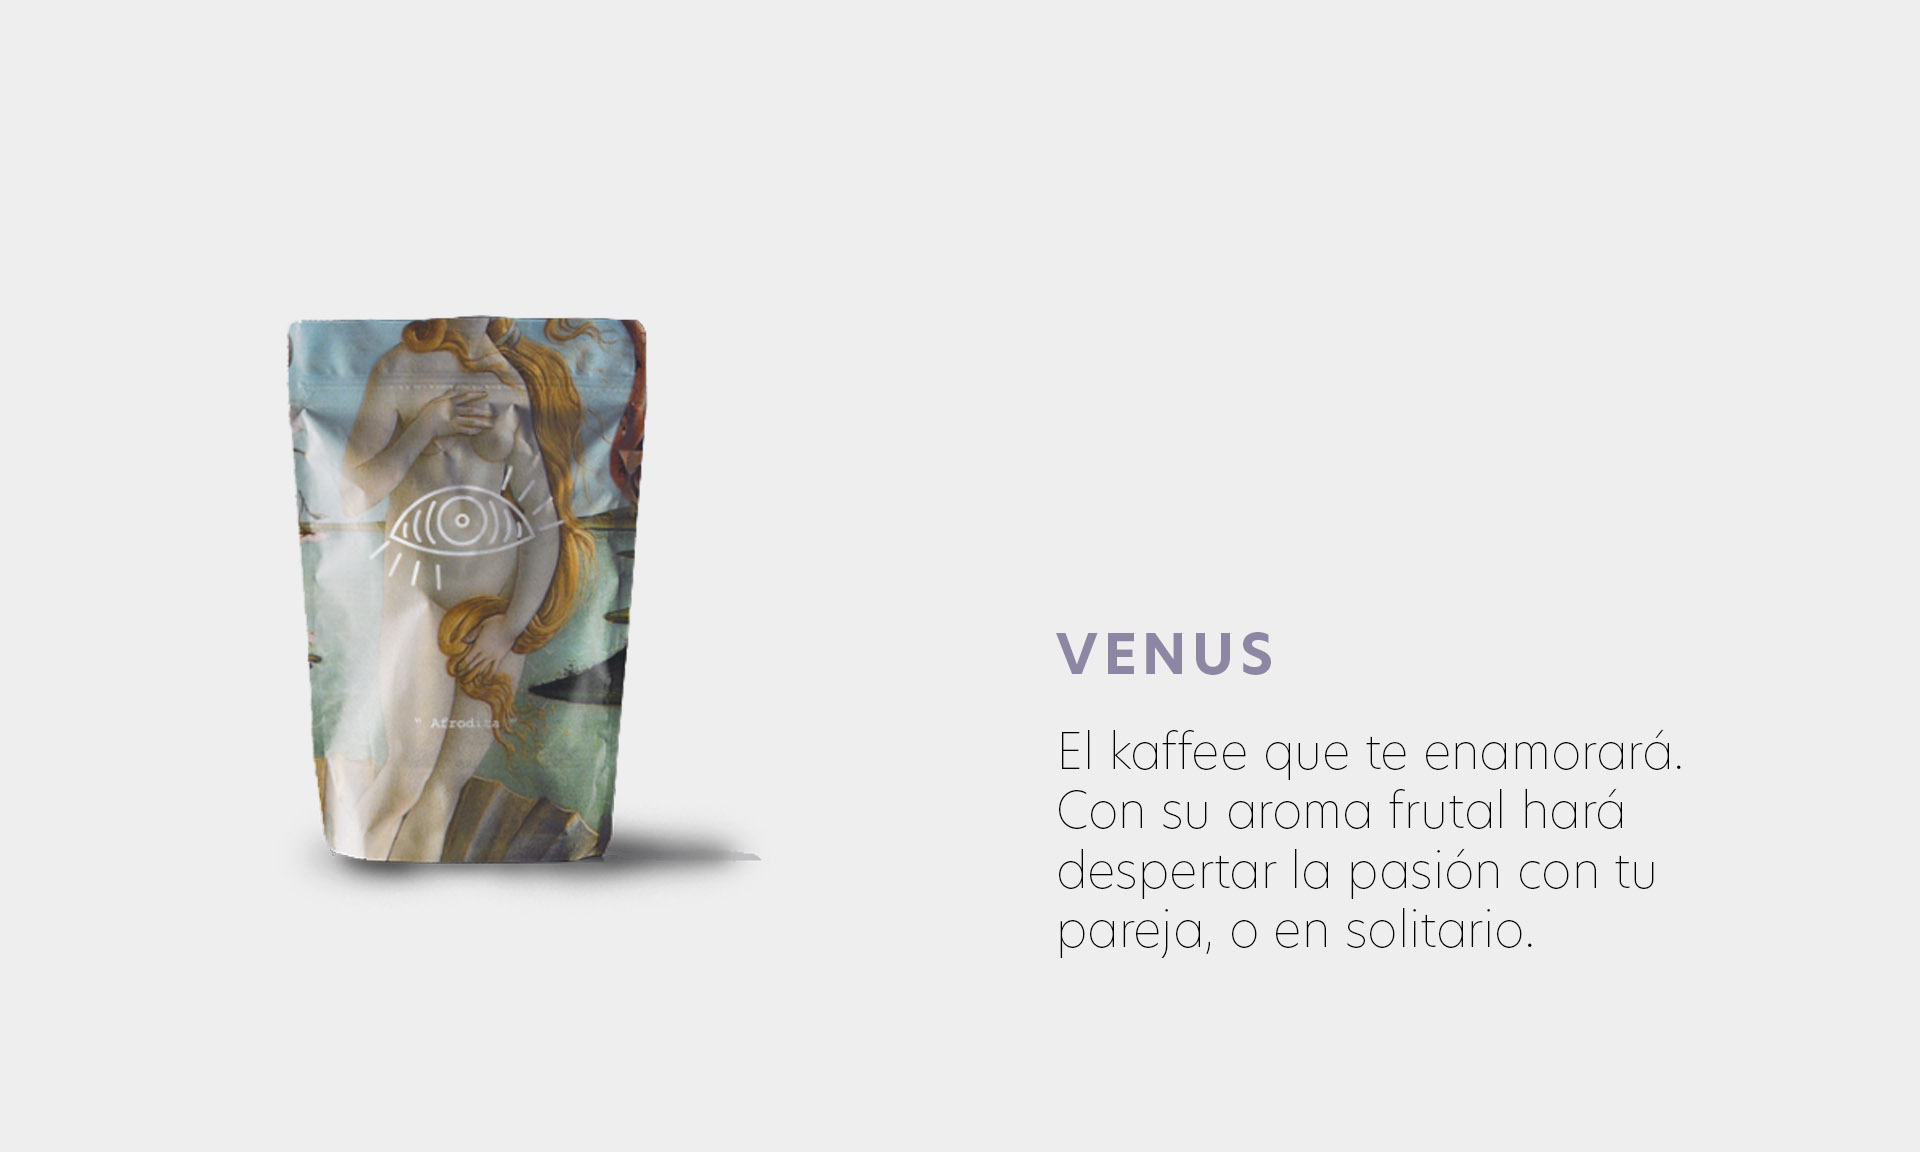 " Afrodita "
VENUS
El kaffee que te enamorará.
Con su aroma frutal hará
despertar la pasión con tu
pareja, o en solitario.